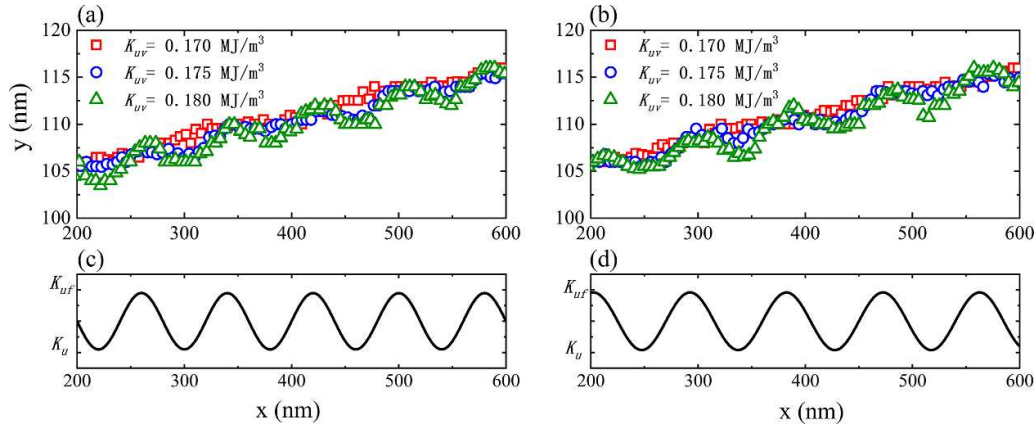 (a)
K_uv= 0.170 MJ/m³
K_uv= 0.175 MJ/m³
K_uv= 0.180 MJ/m³
y (nm)
120
115
110
105
100
200 300 400 500 600
(b)
K_uv= 0.170 MJ/m³
K_uv= 0.175 MJ/m³
K_uv= 0.180 MJ/m³
120
115
110
105
100
200 300 400 500 600
(c)
K_uf
K_u
200 300 400 500 600
x (nm)
(d)
K_uf
K_u
200 300 400 500 600
x (nm)